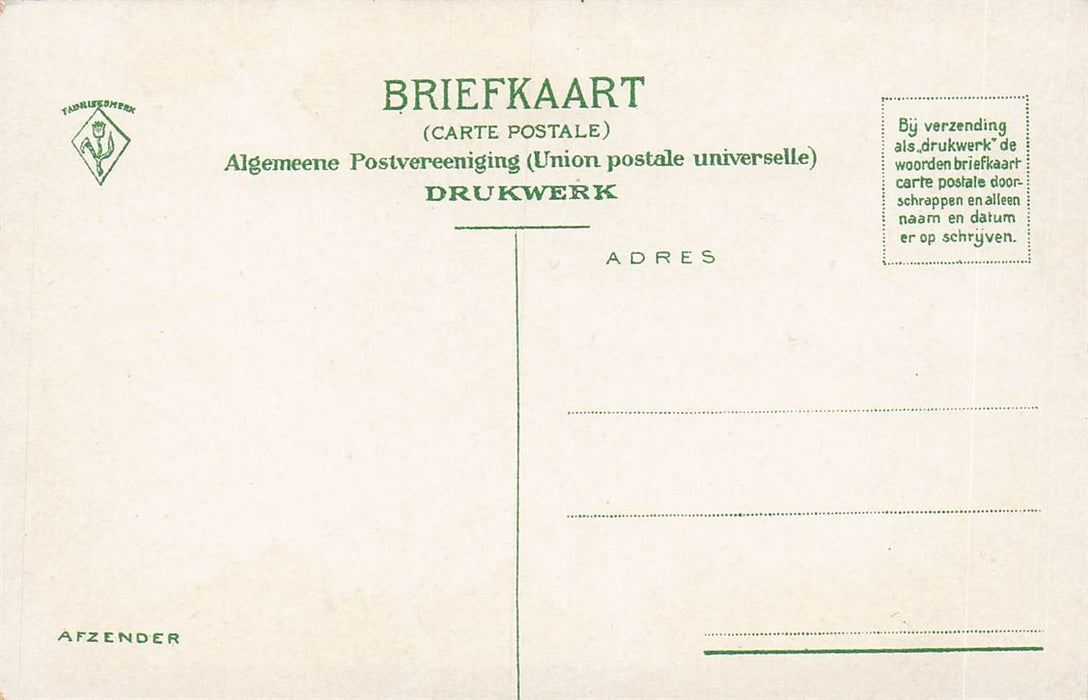 FABRIEKSMERK
BRIEFKAART
(CARTE POSTALE)
Algemeene Postvereeniging (Union postale universelle)
DRUKWERK
Bij verzending
als „drukwerk” de
woorden briefkaart
carte postale door-
schrappen en alleen
naam en datum
er op schrijven.
ADRES
AFZENDER